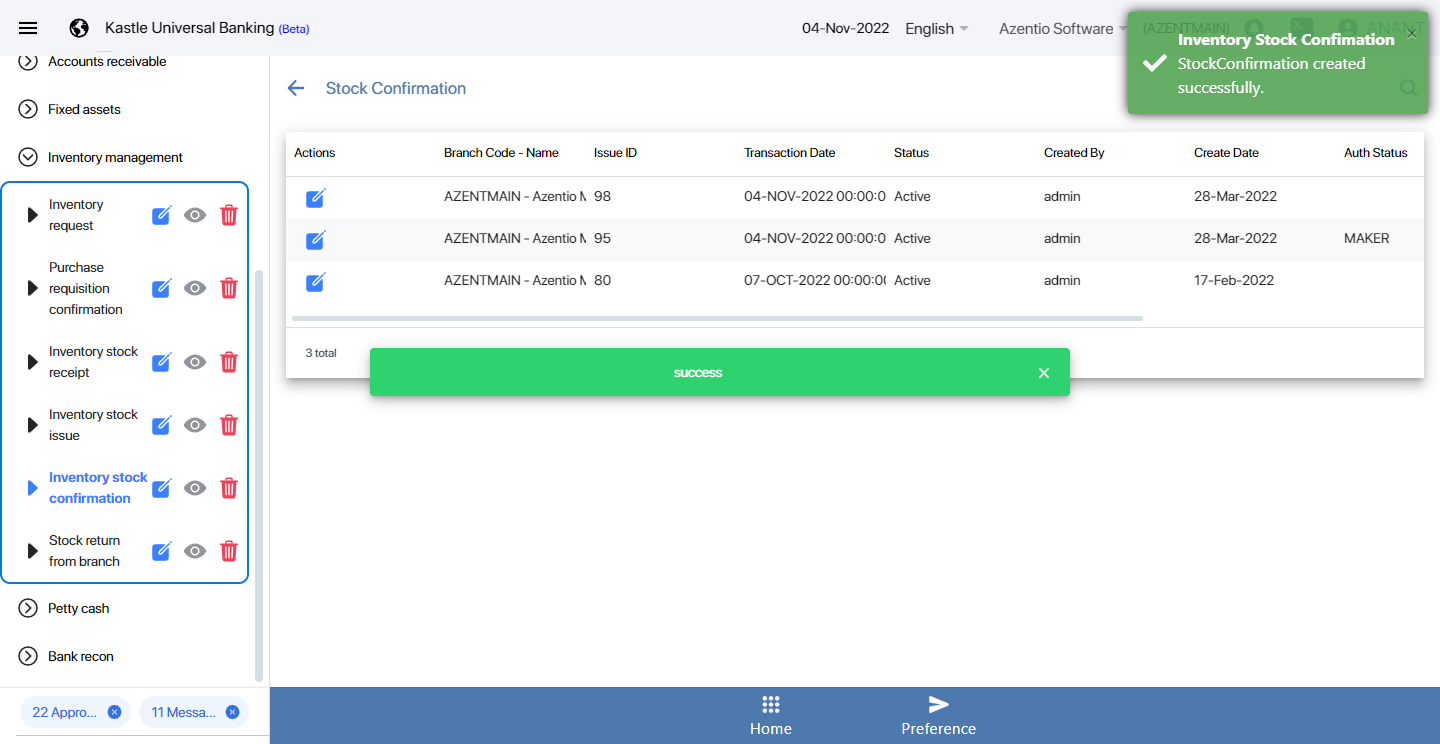 Kastle Universal Banking (Beta)
04-Nov-2022
English
Azentio Software
(AZENTMAIN)
ANANT
Inventory Stock Confimation
StockConfirmation created
successfully.
Accounts receivable
Fixed assets
Inventory management
Inventory
request
Purchase
requisition
confirmation
Inventory stock
receipt
Inventory stock
issue
Inventory stock
confirmation
Stock return
from branch
Petty cash
Bank recon
22 Appro...
11 Messa...
Stock Confirmation
Actions Branch Code - Name Issue ID Transaction Date Status Created By Create Date Auth Status
AZENTMAIN - Azentio M 98 04-NOV-2022 00:00:0 Active admin 28-Mar-2022
AZENTMAIN - Azentio M 95 04-NOV-2022 00:00:0 Active admin 28-Mar-2022 MAKER
AZENTMAIN - Azentio M 80 07-OCT-2022 00:00:00 Active admin 17-Feb-2022
3 total
success
Home
Preference